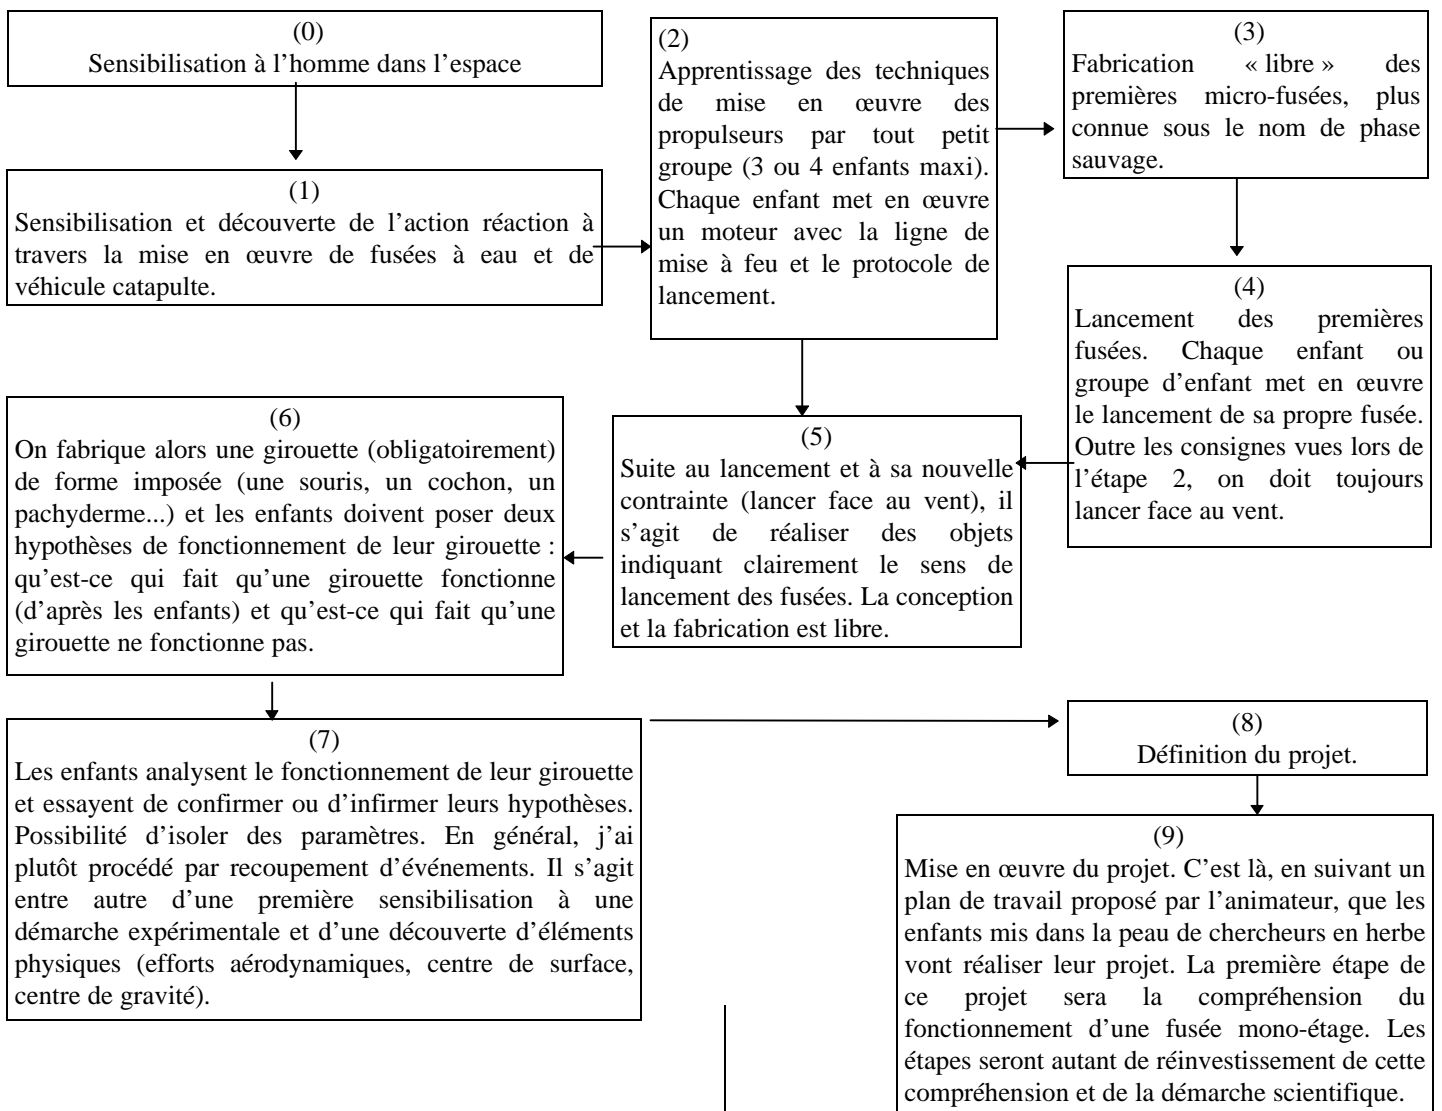 (0)
Sensibilisation à l’homme dans l’espace
(1)
Sensibilisation et découverte de l’action réaction à
travers la mise en œuvre de fusées à eau et de
véhicule catapulte.
(2)
Apprentissage des techniques
de mise en œuvre des
propulseurs par tout petit
groupe (3 ou 4 enfants maxi).
Chaque enfant met en œuvre
un moteur avec la ligne de
mise à feu et le protocole de
lancement.
(3)
Fabrication « libre » des
premières micro-fusées, plus
connue sous le nom de phase
sauvage.
(4)
Lancement des premières
fusées. Chaque enfant ou
groupe d’enfant met en œuvre
le lancement de sa propre fusée.
Outre les consignes vues lors de
l’étape 2, on doit toujours
lancer face au vent.
(5)
Suite au lancement et à sa nouvelle
contrainte (lancer face au vent), il
s’agit de réaliser des objets
indiquant clairement le sens de
lancement des fusées. La conception
et la fabrication est libre.
(6)
On fabrique alors une girouette (obligatoirement)
de forme imposée (une souris, un cochon, un
pachyderme...) et les enfants doivent poser deux
hypothèses de fonctionnement de leur girouette :
qu’est-ce qui fait qu’une girouette fonctionne
(d’après les enfants) et qu’est-ce qui fait qu’une
girouette ne fonctionne pas.
(7)
Les enfants analysent le fonctionnement de leur girouette
et essayent de confirmer ou d’infirmer leurs hypothèses.
Possibilité d’isoler des paramètres. En général, j’ai
plutôt procédé par recoupement d’événements. Il s’agit
entre autre d’une première sensibilisation à une
démarche expérimentale et d’une découverte d’éléments
physiques (efforts aérodynamiques, centre de surface,
centre de gravité).
(8)
Définition du projet.
(9)
Mise en œuvre du projet. C’est là, en suivant un
plan de travail proposé par l’animateur, que les
enfants mis dans la peau de chercheurs en herbe
vont réaliser leur projet. La première étape de
ce projet sera la compréhension du
fonctionnement d’une fusée mono-étage. Les
étapes seront autant de réinvestissement de cette
compréhension et de la démarche scientifique.